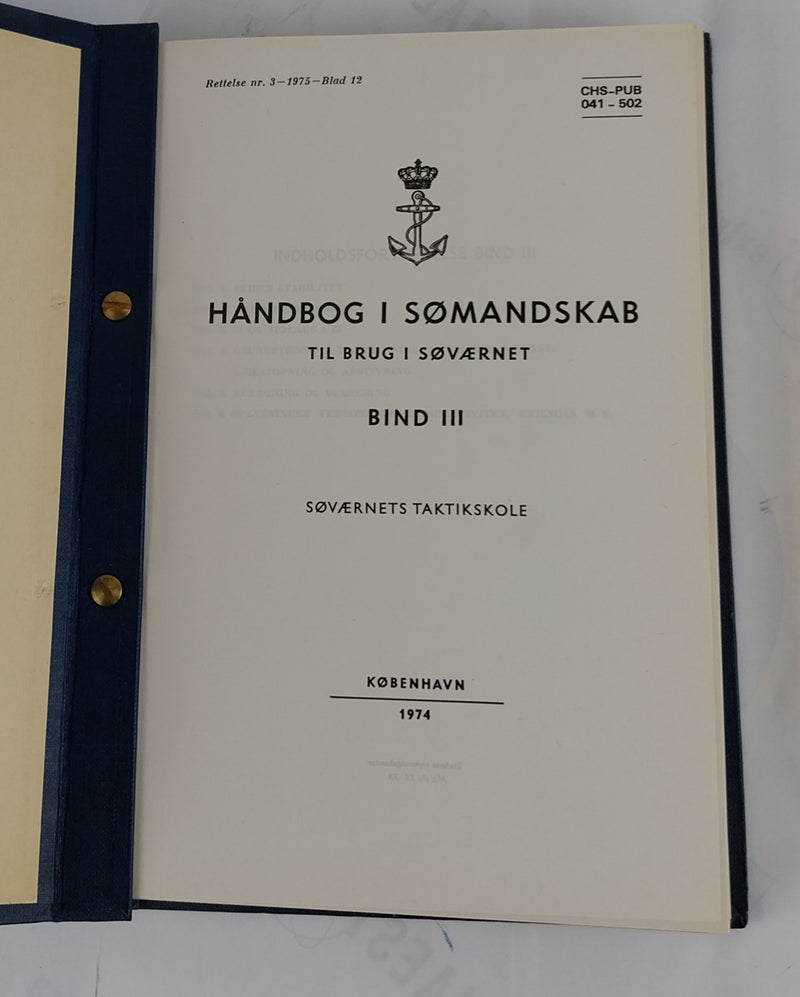 Rettelse nr. 3—1975—Blad 12
CHS-PUB
041 - 502
HÅNDBOG I SØMANDSKAB
TIL BRUG I SØVÆRNET
BIND III
SØVÆRNETS TAKTIKSKOLE
KØBENHAVN
1974